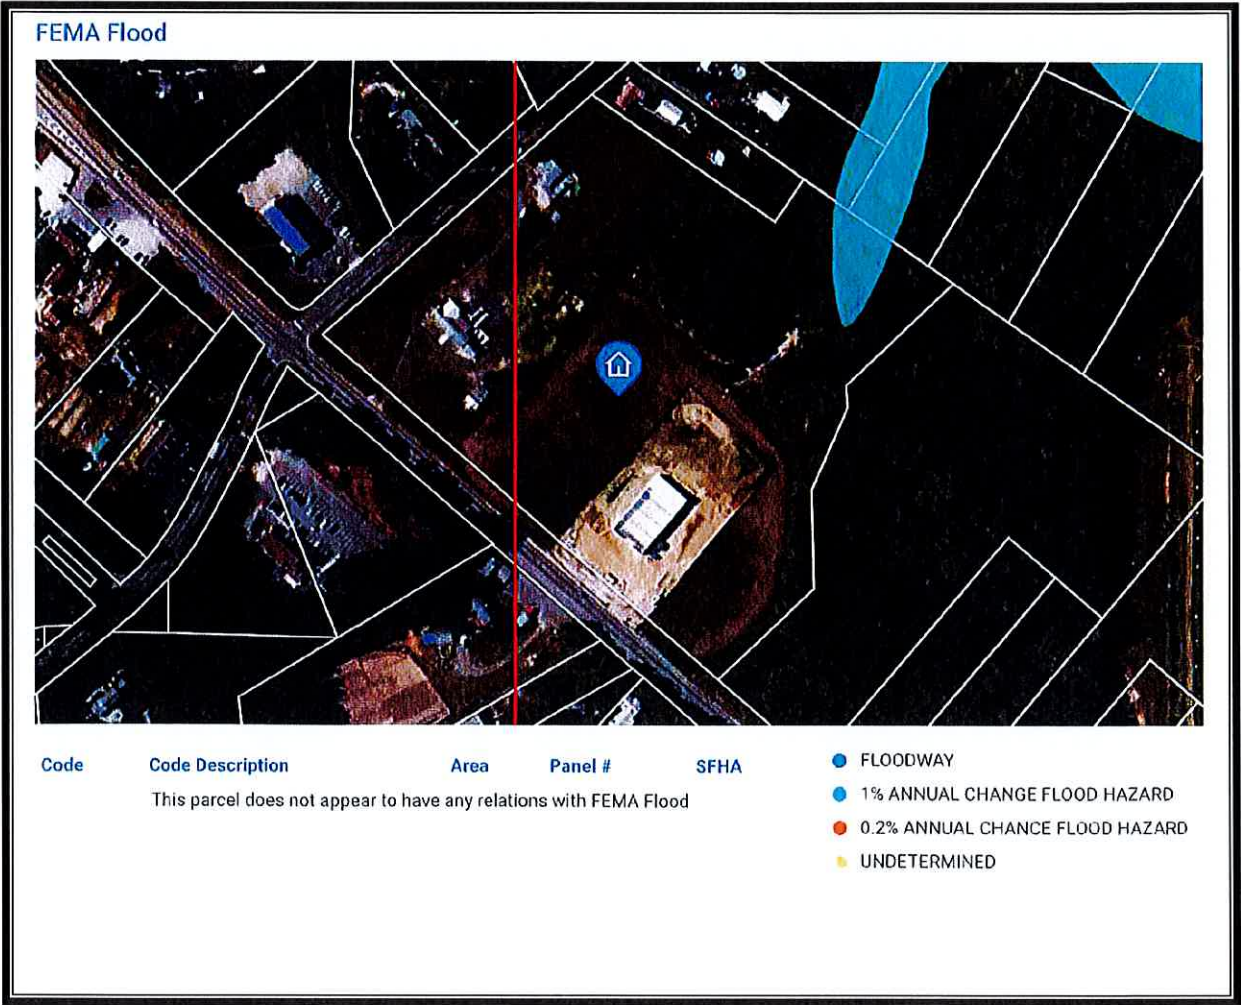 FEMA Flood
Code Code Description Area Panel # SFHA
This parcel does not appear to have any relations with FEMA Flood
FLOODWAY
1% ANNUAL CHANGE FLOOD HAZARD
0.2% ANNUAL CHANCE FLOOD HAZARD
UNDETERMINED